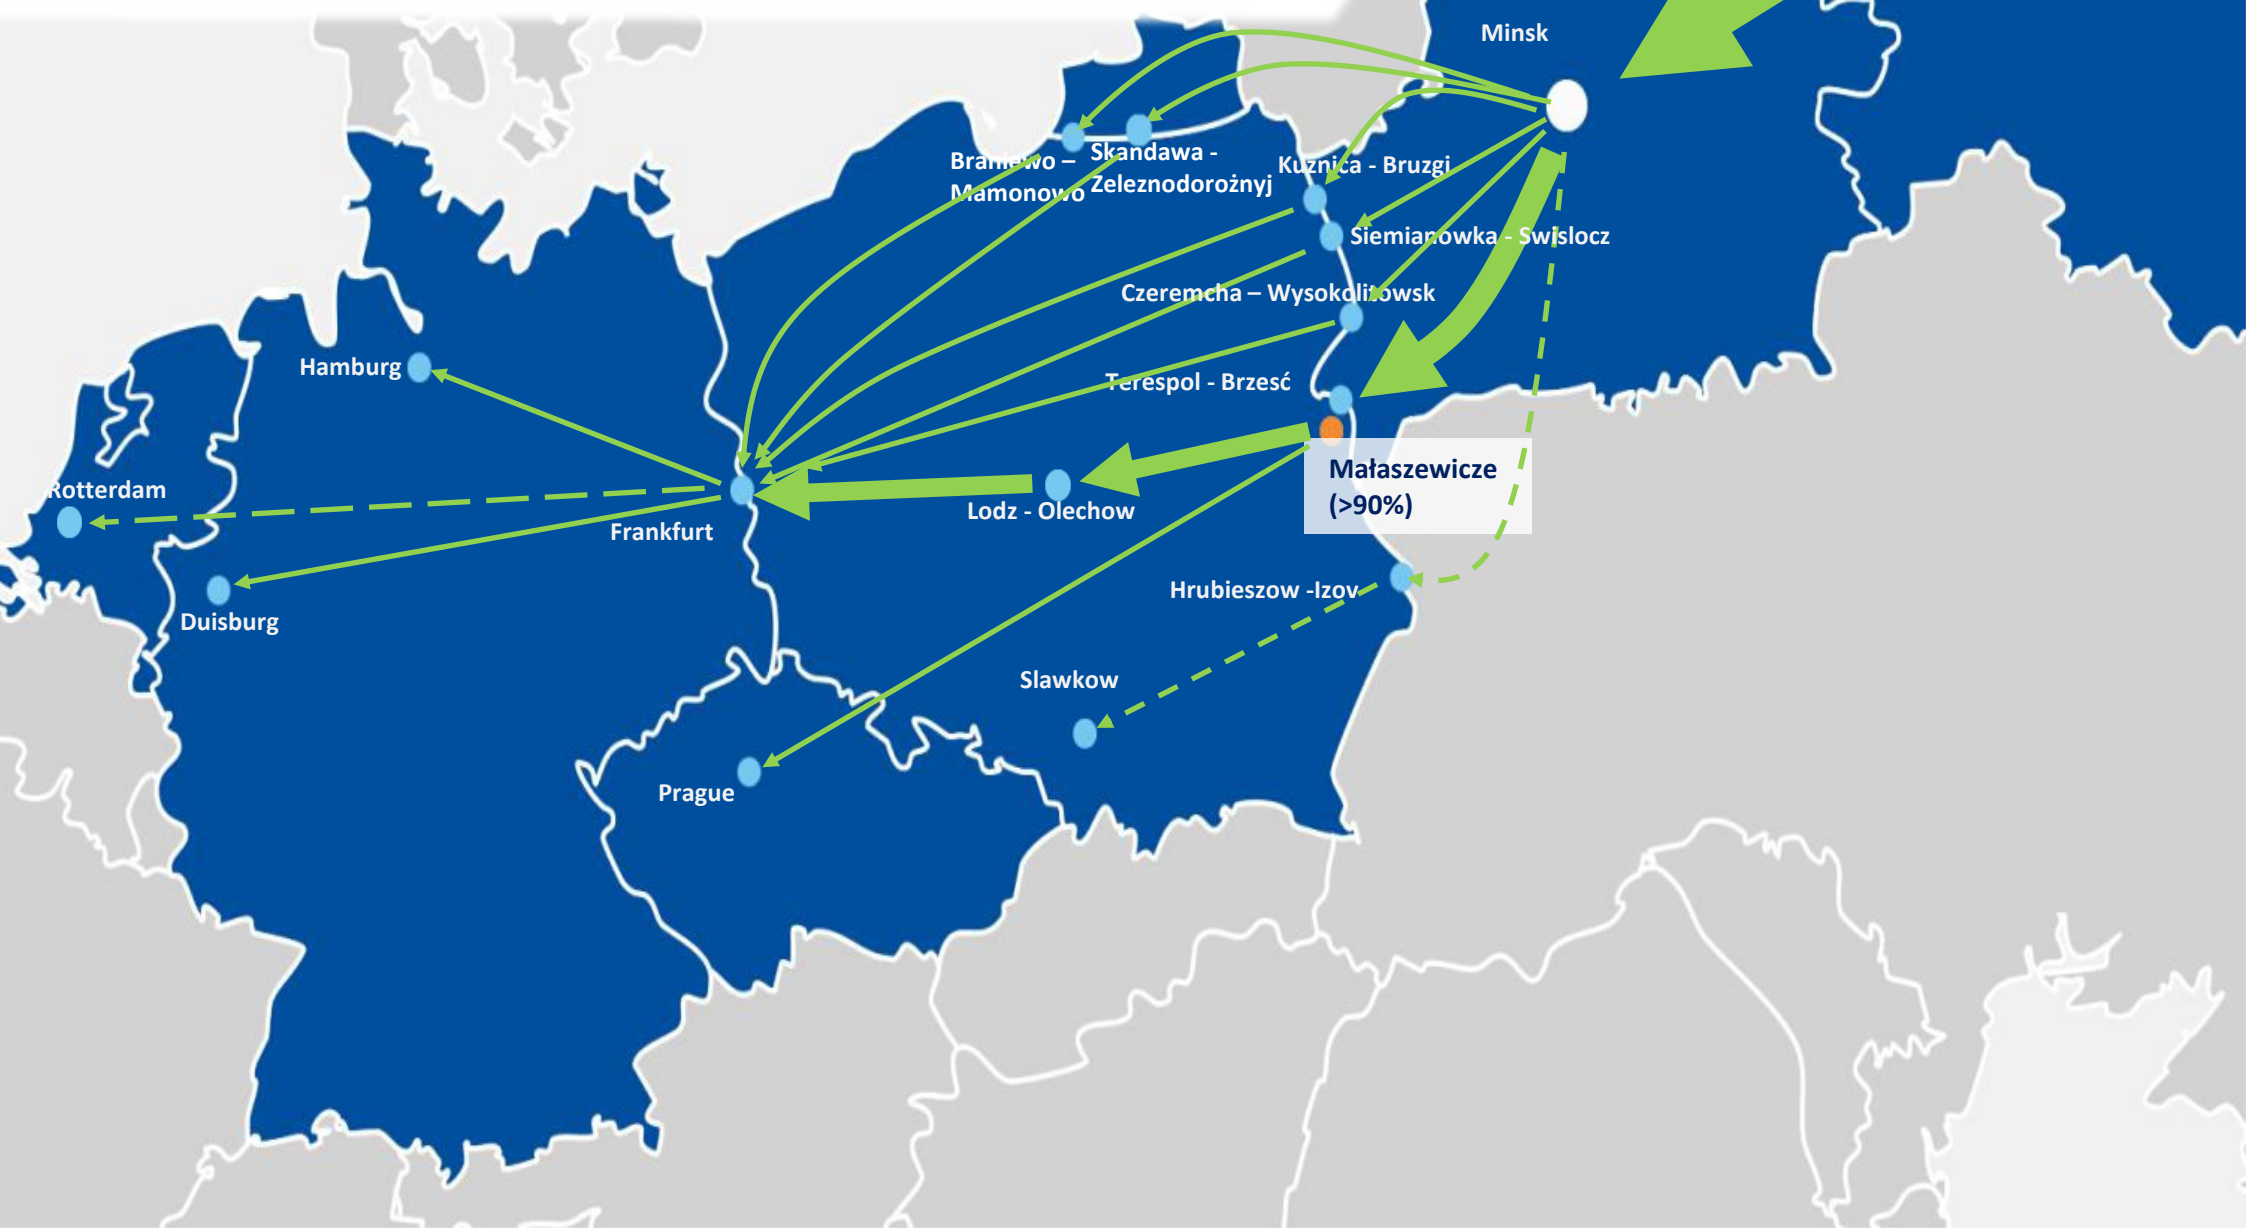 Minsk
Braniewo –
Mamonowo
Skandawa -
Zeleznodorożnyj
Kuznica - Bruzgi
Siemianowka - Swislocz
Czeremcha – Wysokolitowsk
Hamburg
Terespol - Brzesć
Małaszewicze
(>90%)
Rotterdam
Lodz - Olechow
Frankfurt
Hrubieszow -Izov
Duisburg
Slawkow
Prague